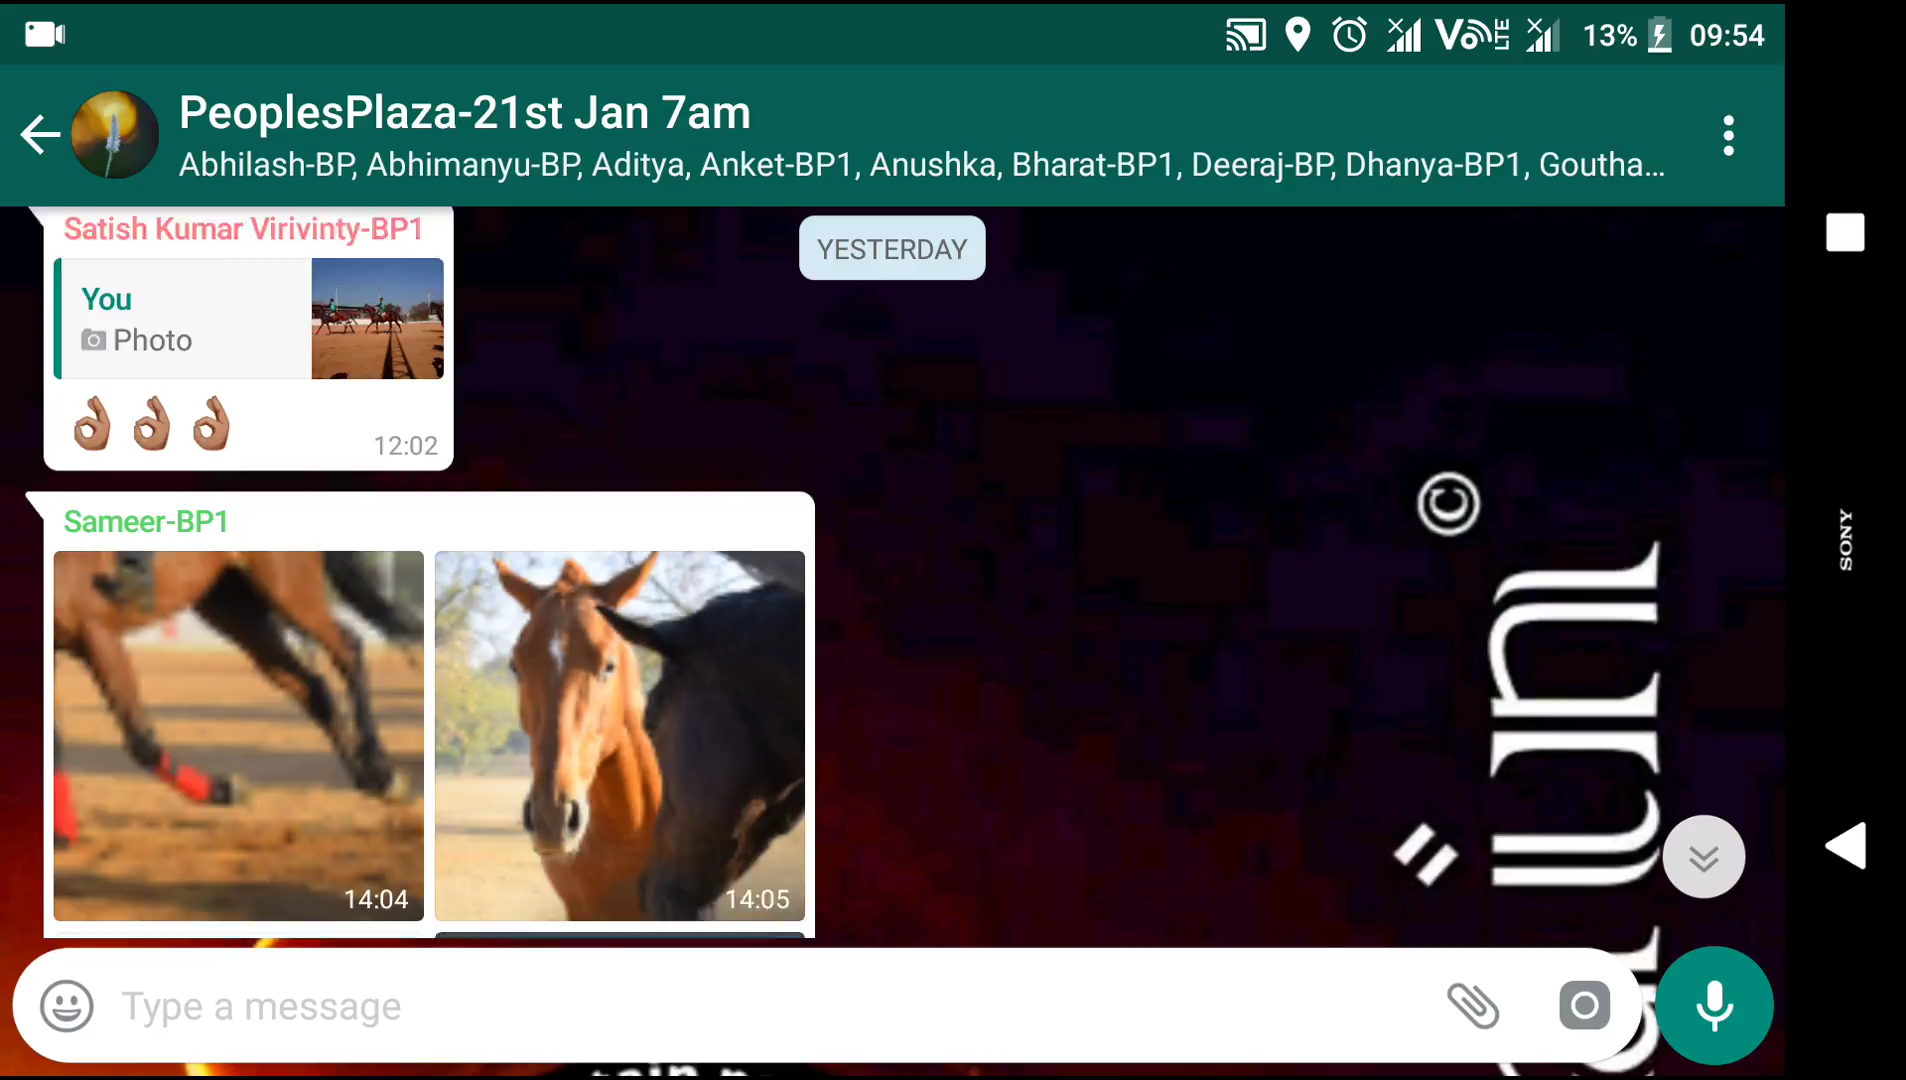 13% 09:54
PeoplesPlaza-21st Jan 7am
Abhilash-BP, Abhimanyu-BP, Aditya, Anket-BP1, Anushka, Bharat-BP1, Deeraj-BP, Dhanya-BP1, Goutha...
YESTERDAY
Satish Kumar Virivinty-BP1
You
Photo
12:02
Sameer-BP1
14:04
14:05
©
SONY
Type a message